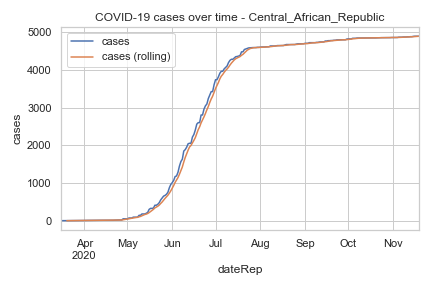 COVID-19 cases over time - Central_African_Republic
cases
cases (rolling)
5000
4000
3000
2000
1000
0
cases
Apr
2020
May
Jun
Jul
Aug
Sep
Oct
Nov
dateRep